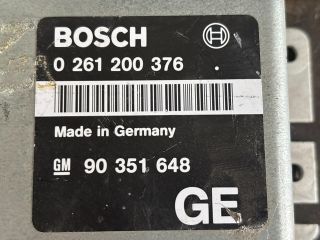 BOSCH
0 261 200 376
Made in Germany
GM 90 351 648
GE